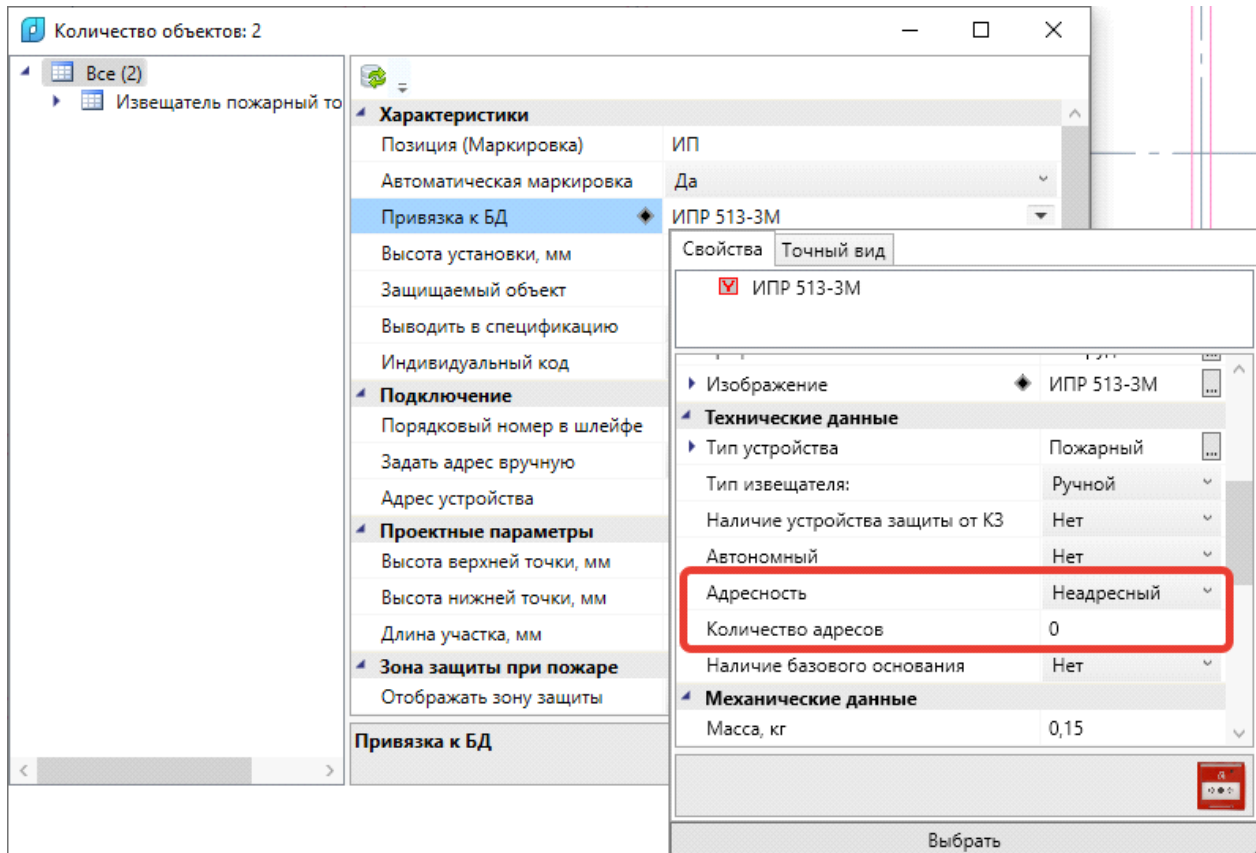 Количество объектов: 2
Все (2)
Извещатель пожарный то
Характеристики
Позиция (Маркировка) ИП
Автоматическая маркировка Да
Привязка к БД ИПР 513-3М
Высота установки, мм
Защищаемый объект
Выводить в спецификацию
Индивидуальный код
Подключение
Порядковый номер в шлейфе
Задать адрес вручную
Адрес устройства
Проектные параметры
Высота верхней точки, мм
Высота нижней точки, мм
Длина участка, мм
Зона защиты при пожаре
Отображать зону защиты
Привязка к БД
Свойства Точный вид
ИПР 513-3М
Изображение ИПР 513-3М ...
Технические данные
Тип устройства Пожарный ...
Тип извещателя: Ручной
Наличие устройства защиты от КЗ Нет
Автономный Нет
Адресность Неадресный
Количество адресов 0
Наличие базового основания Нет
Механические данные
Масса, кг 0,15
Выбрать